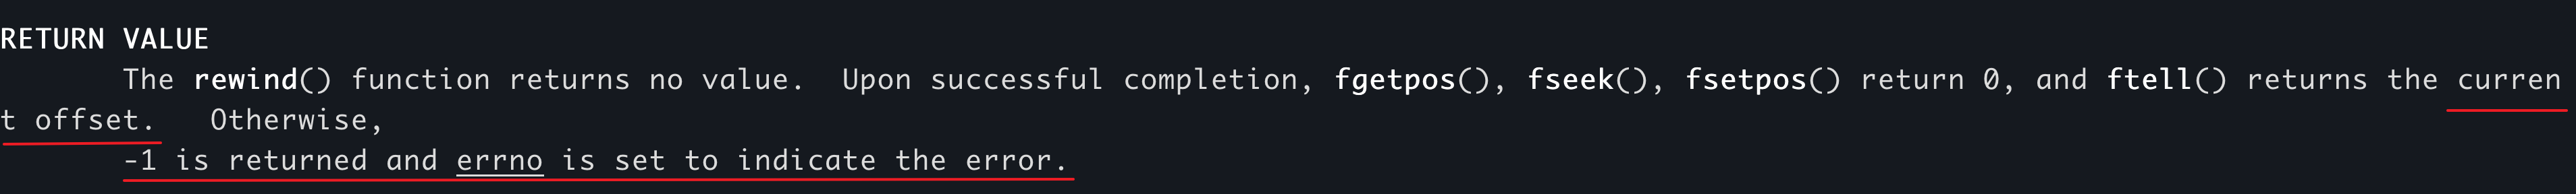 RETURN VALUE
The rewind() function returns no value.  Upon successful completion, fgetpos(), fseek(), fsetpos() return 0, and ftell() returns the curren
t offset.   Otherwise,
-1 is returned and errno is set to indicate the error.